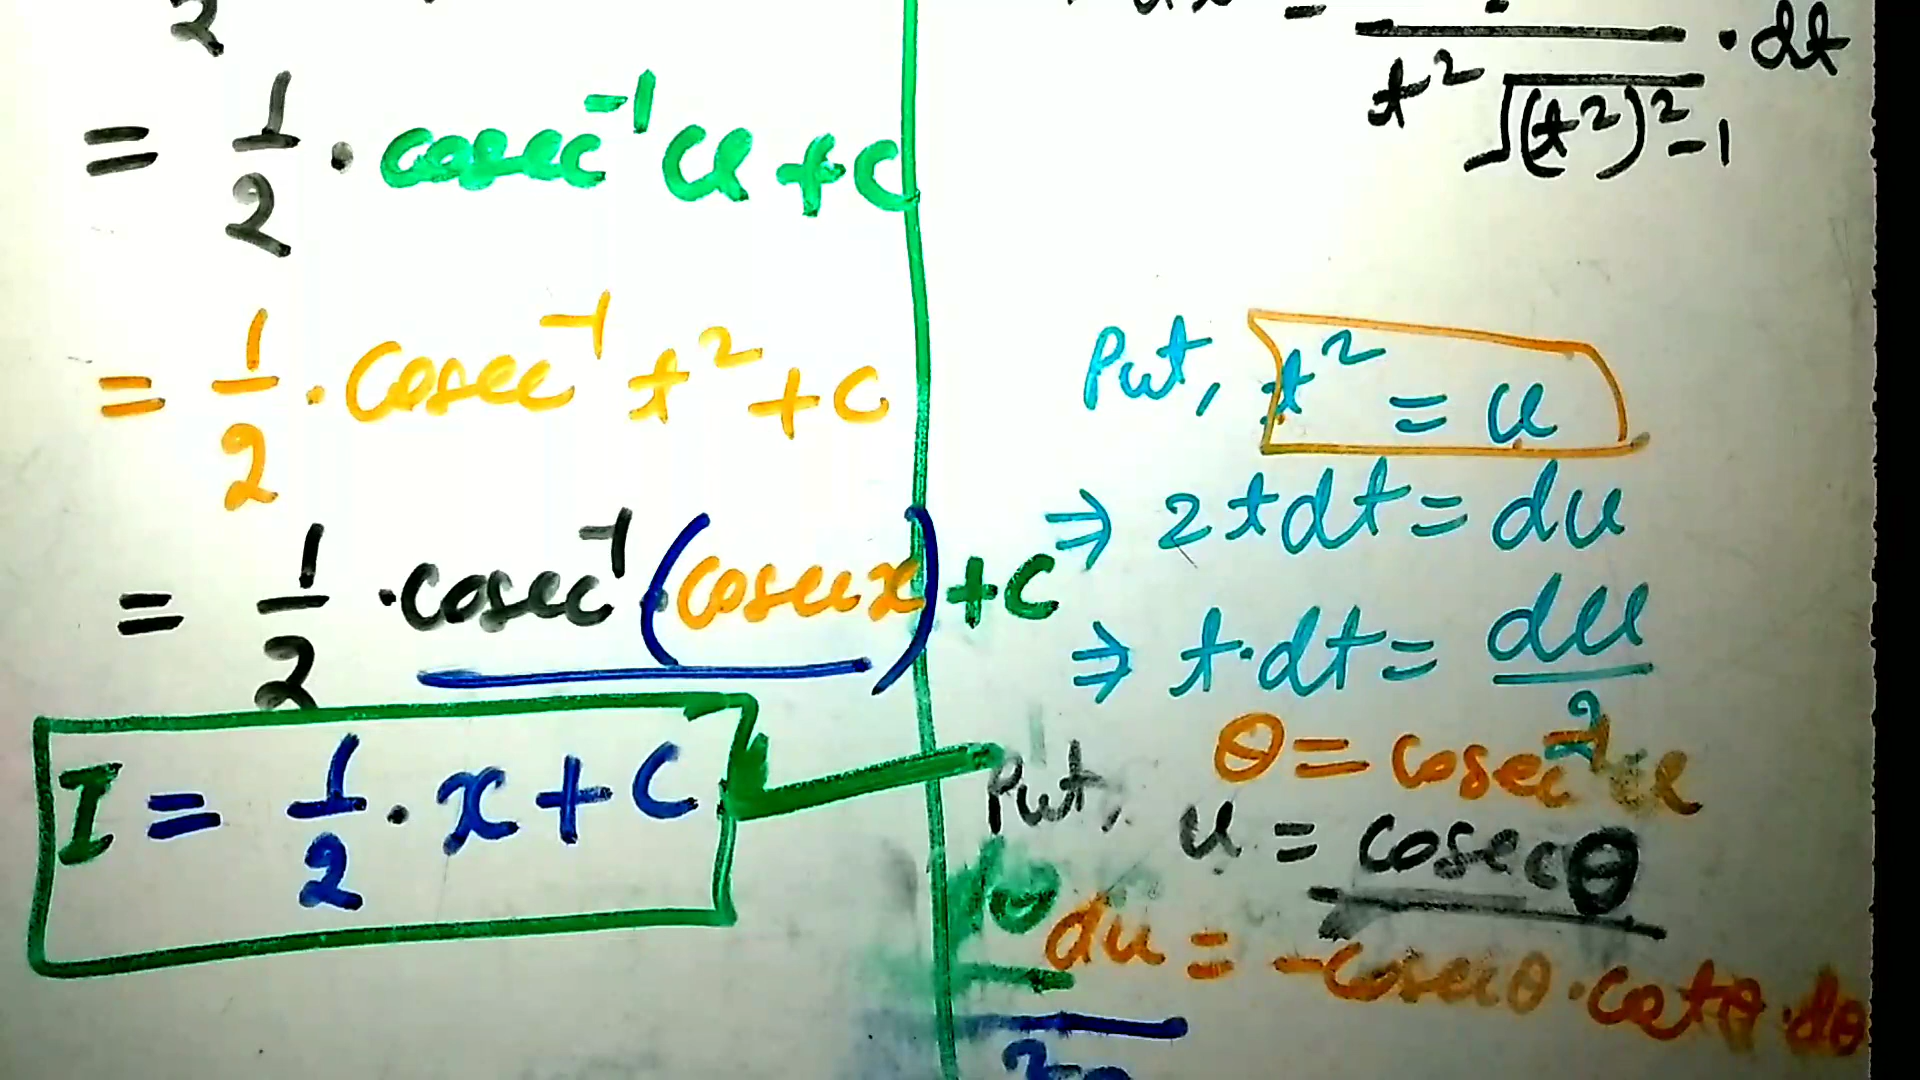 2
= 1/2 · cosec⁻¹ u + C
= 1/2 · cosec⁻¹ t² + C
= 1/2 · cosec⁻¹ (cosec x) + C
I = 1/2 · x + C
· dt
t² √(t²)² - 1
Put, t² = u
⇒ 2t dt = du
⇒ t · dt = du/2
θ = cosec⁻¹ u
Put, u = cosec θ
du = -cosec θ · cot θ · dθ